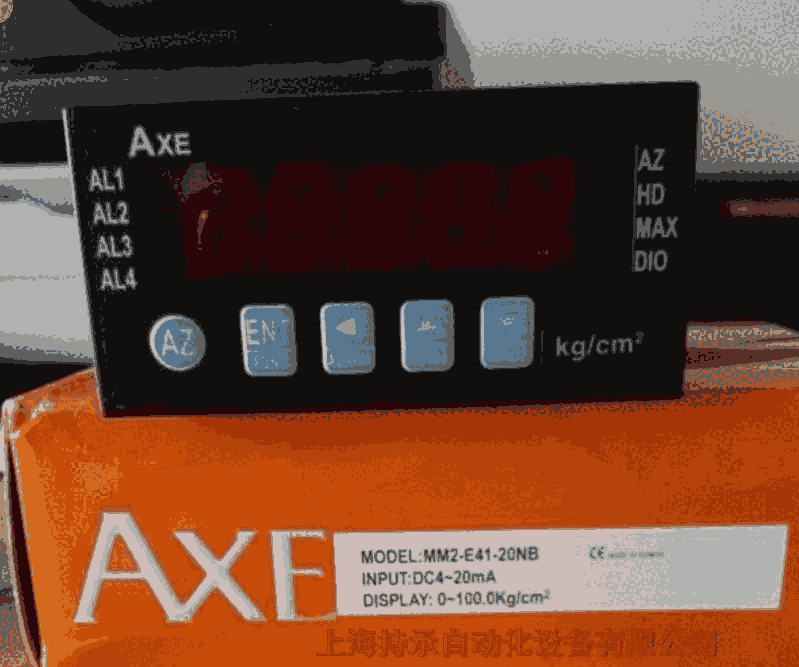 AXE
AL1
AL2
AL3
AL4
AZ
HD
MAX
DIO
AZ
ENT
kg/cm²
AXE
MODEL:MM2-E41-20NB
INPUT:DC4~20mA
DISPLAY: 0~100.0Kg/cm²
CE
上海持承自动化设备有限公司